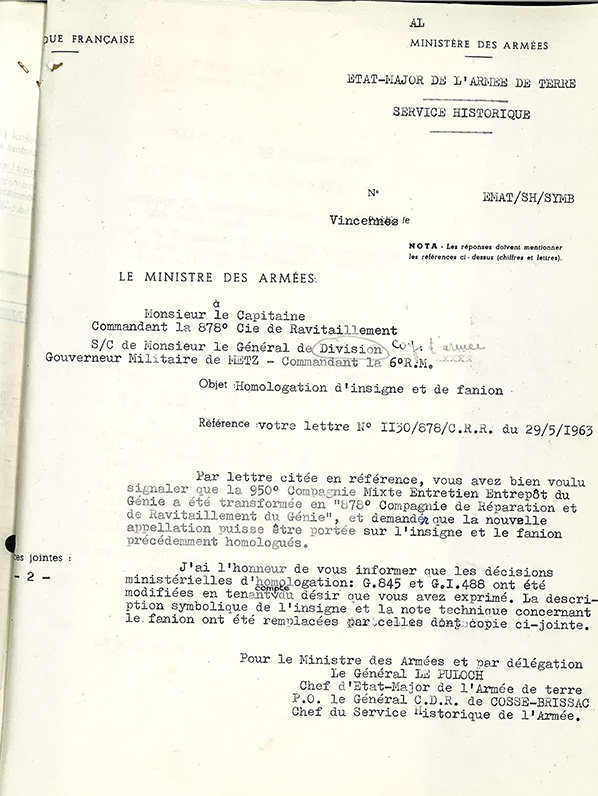 AL
QUE FRANÇAISE
MINISTÈRE DES ARMÉES
ETAT-MAJOR DE L'ARMEE DE TERRE
SERVICE HISTORIQUE
N° EMAT/SH/SYMB
Vincennes le
NOTA - Les réponses doivent mentionner
les références ci-dessus (chiffres et lettres).
LE MINISTRE DES ARMÉES:
à
Monsieur le Capitaine
Commandant la 878° Cie de Ravitaillement
S/C de Monsieur le Général de Division Corps d'armée
Gouverneur Militaire de METZ - Commandant la 6°R.M.
Objet :Homologation d'insigne et de fanion
Référence :votre lettre N° II30/878/C.R.R. du 29/5/1963
Par lettre citée en référence, vous avez bien voulu
signaler que la 950° Compagnie Mixte Entretien Entrepôt du
Génie a été transformée en "878° Compagnie de Réparation et
de Ravitaillement du Génie", et demandé que la nouvelle
appellation puisse être portée sur l'insigne et le fanion
précédemment homologués.
ces jointes :
- 2 -
J'ai l'honneur de vous informer que les décisions
ministérielles d'homologation: G.845 et G.I.488 ont été
modifiées en tenant compte du désir que vous avez exprimé. La descri-
ption symbolique de l'insigne et la note technique concernant
le fanion ont été remplacées par celles dont copie ci-jointe.
Pour le Ministre des Armées et par délégation
Le Général LE PULOCH
Chef d'Etat-Major de l'Armée de terre
P.O. le Général C.D.R. de COSSE-BRISSAC
Chef du Service Historique de l'Armée.